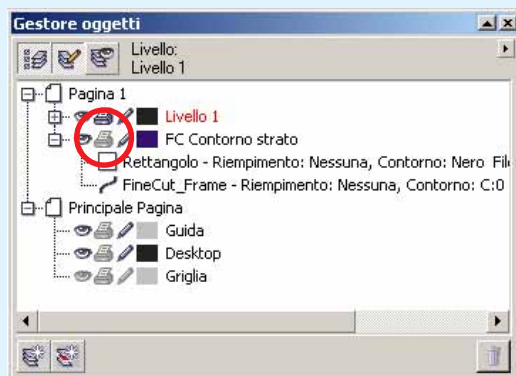 Gestore oggetti
Livello:
Livello 1
Pagina 1
Livello 1
FC Contorno strato
Rettangolo - Riempimento: Nessuna, Contorno: Nero Fil
FineCut_Frame - Riempimento: Nessuna, Contorno: C:0
Principale Pagina
Guida
Desktop
Griglia